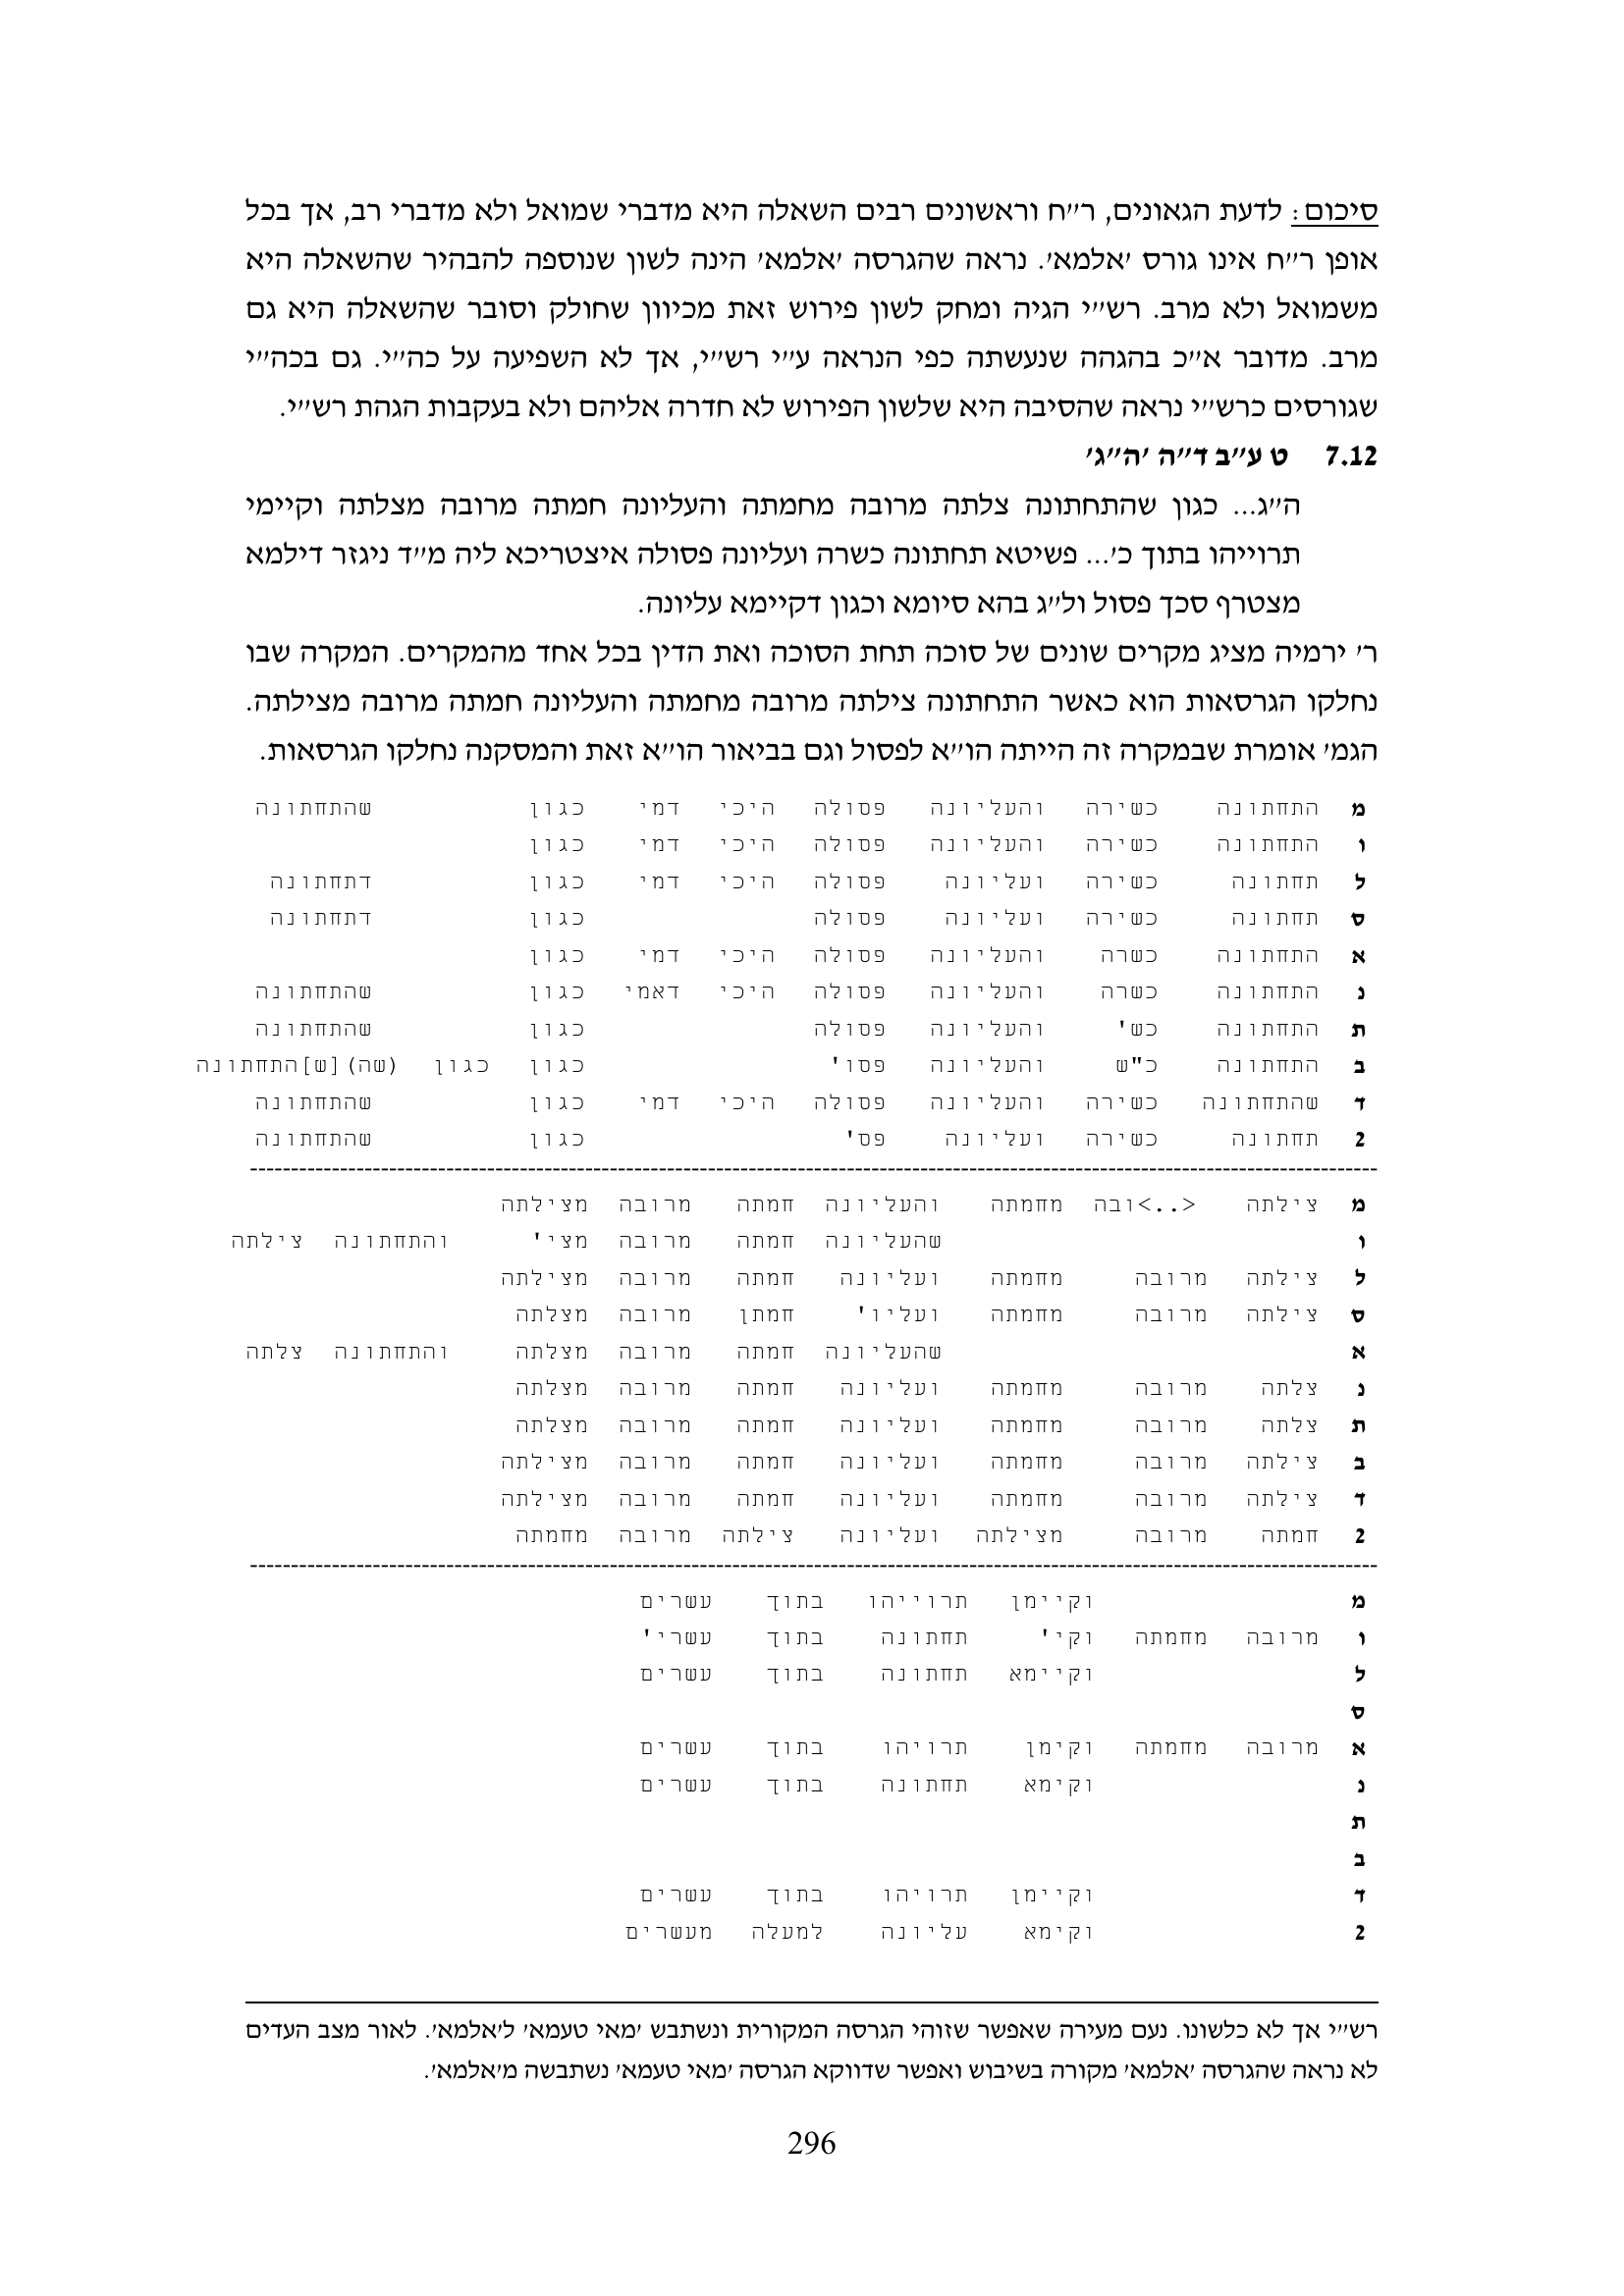 סיכום: לדעת הגאונים, ר״ח וראשונים רבים השאלה היא מדברי שמואל ולא מדברי רב, אך בכל
אופן ר״ח אינו גורס ׳אלמא׳. נראה שהגרסה ׳אלמא׳ הינה לשון שנוספה להבהיר שהשאלה היא
משמואל ולא מרב. רש״י הגיה ומחק לשון פירוש זאת מכיוון שחולק וסובר שהשאלה היא גם
מרב. מדובר א״כ בהגהה שנעשתה כפי הנראה ע״י רש״י, אך לא השפיעה על כה״י. גם בכה״י
שגורסים כרש״י נראה שהסיבה היא שלשון הפירוש לא חדרה אליהם ולא בעקבות הגהת רש״י.
7.12 ט ע״ב ד״ה ׳ה״ג׳
ה״ג... כגון שהתחתונה צלתה מרובה מחמתה והעליונה חמתה מרובה מצלתה וקיימי
תרוייהו בתוך כ׳... פשיטא תחתונה כשרה ועליונה פסולה איצטריכא ליה מ״ד ניגזר דילמא
מצטרף סכך פסול ול״ג בהא סיומא וכגון דקיימא עליונה.
ר׳ ירמיה מציג מקרים שונים של סוכה תחת הסוכה ואת הדין בכל אחד מהמקרים. המקרה שבו
נחלקו הגרסאות הוא כאשר התחתונה צילתה מרובה מחמתה והעליונה חמתה מרובה מצילתה.
הגמ׳ אומרת שבמקרה זה הייתה הו״א לפסול וגם בביאור הו״א זאת והמסקנה נחלקו הגרסאות.
מ התחתונה כשירה והעליונה פסולה היכי דמי כגון שהתחתונה
ו התחתונה כשירה והעליונה פסולה היכי דמי כגון
ל תחתונה כשירה ועליונה פסולה היכי דמי כגון דתחתונה
ס תחתונה כשירה ועליונה פסולה כגון דתחתונה
א התחתונה כשרה והעליונה פסולה היכי דמי כגון
נ התחתונה כשרה והעליונה פסולה היכי דאמי כגון שהתחתונה
ת התחתונה כש' והעליונה פסולה כגון שהתחתונה
ב התחתונה כ"ש והעליונה פסו' כגון כגון (שה)[ש]התחתונה
ד שהתחתונה כשירה והעליונה פסולה היכי דמי כגון שהתחתונה
2 תחתונה כשירה ועליונה פס' כגון שהתחתונה
מ צילתה <..>ובה מחמתה והעליונה חמתה מרובה מצילתה
ו שהעליונה חמתה מרובה מצי' והתחתונה צילתה
ל צילתה מרובה מחמתה ועליונה חמתה מרובה מצילתה
ס צילתה מרובה מחמתה ועליו' חמתן מרובה מצלתה
א שהעליונה חמתה מרובה מצלתה והתחתונה צלתה
נ צלתה מרובה מחמתה ועליונה חמתה מרובה מצלתה
ת צלתה מרובה מחמתה ועליונה חמתה מרובה מצלתה
ב צילתה מרובה מחמתה ועליונה חמתה מרובה מצילתה
ד צילתה מרובה מחמתה ועליונה חמתה מרובה מצילתה
2 חמתה מרובה מצילתה ועליונה צילתה מרובה מחמתה
מ וקיימן תרוייהו בתוך עשרים
ו מרובה מחמתה וקי' תחתונה בתוך עשרי'
ל וקיימא תחתונה בתוך עשרים
ס
א מרובה מחמתה וקימן תרויהו בתוך עשרים
נ וקימא תחתונה בתוך עשרים
ת
ב
ד וקיימן תרויהו בתוך עשרים
2 וקימא עליונה למעלה מעשרים
רש״י אך לא כלשונו. נעם מעירה שאפשר שזוהי הגרסה המקורית ונשתבש ׳מאי טעמא׳ ל׳אלמא׳. לאור מצב העדים
לא נראה שהגרסה ׳אלמא׳ מקורה בשיבוש ואפשר שדווקא הגרסה ׳מאי טעמא׳ נשתבשה מ׳אלמא׳.
296